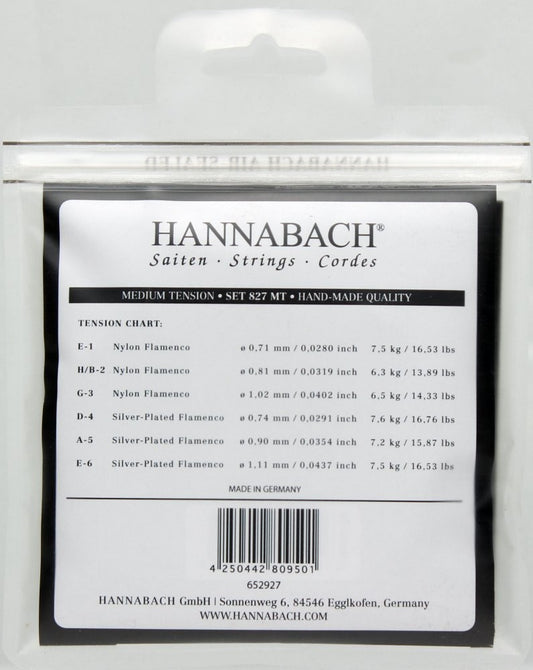 HANNABACH AIR SEALED
HANNABACH®
Saiten · Strings · Cordes
MEDIUM TENSION • SET 827 MT • HAND-MADE QUALITY
TENSION CHART:
E-1 Nylon Flamenco ø 0,71 mm / 0,0280 inch 7,5 kg / 16,53 lbs
H/B-2 Nylon Flamenco ø 0,81 mm / 0,0319 inch 6,3 kg / 13,89 lbs
G-3 Nylon Flamenco ø 1,02 mm / 0,0402 inch 6,5 kg / 14,33 lbs
D-4 Silver-Plated Flamenco ø 0,74 mm / 0,0291 inch 7,6 kg / 16,76 lbs
A-5 Silver-Plated Flamenco ø 0,90 mm / 0,0354 inch 7,2 kg / 15,87 lbs
E-6 Silver-Plated Flamenco ø 1,11 mm / 0,0437 inch 7,5 kg / 16,53 lbs
MADE IN GERMANY
4 250442 809501
652927
HANNABACH GmbH | Sonnenweg 6, 84546 Egglkofen, Germany
WWW.HANNABACH.COM